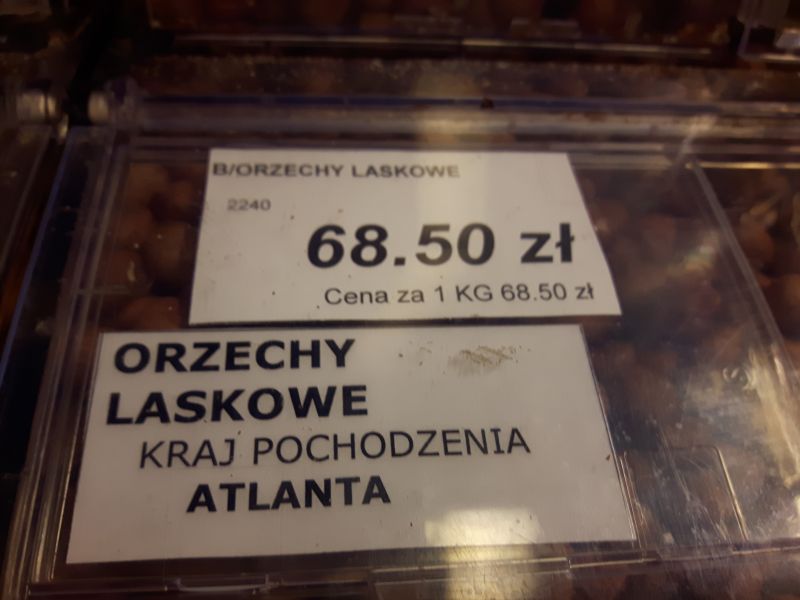 B/ORZECHY LASKOWE
2240
68.50 zł
Cena za 1 KG 68.50 zł
ORZECHY
LASKOWE
KRAJ POCHODZENIA
ATLANTA